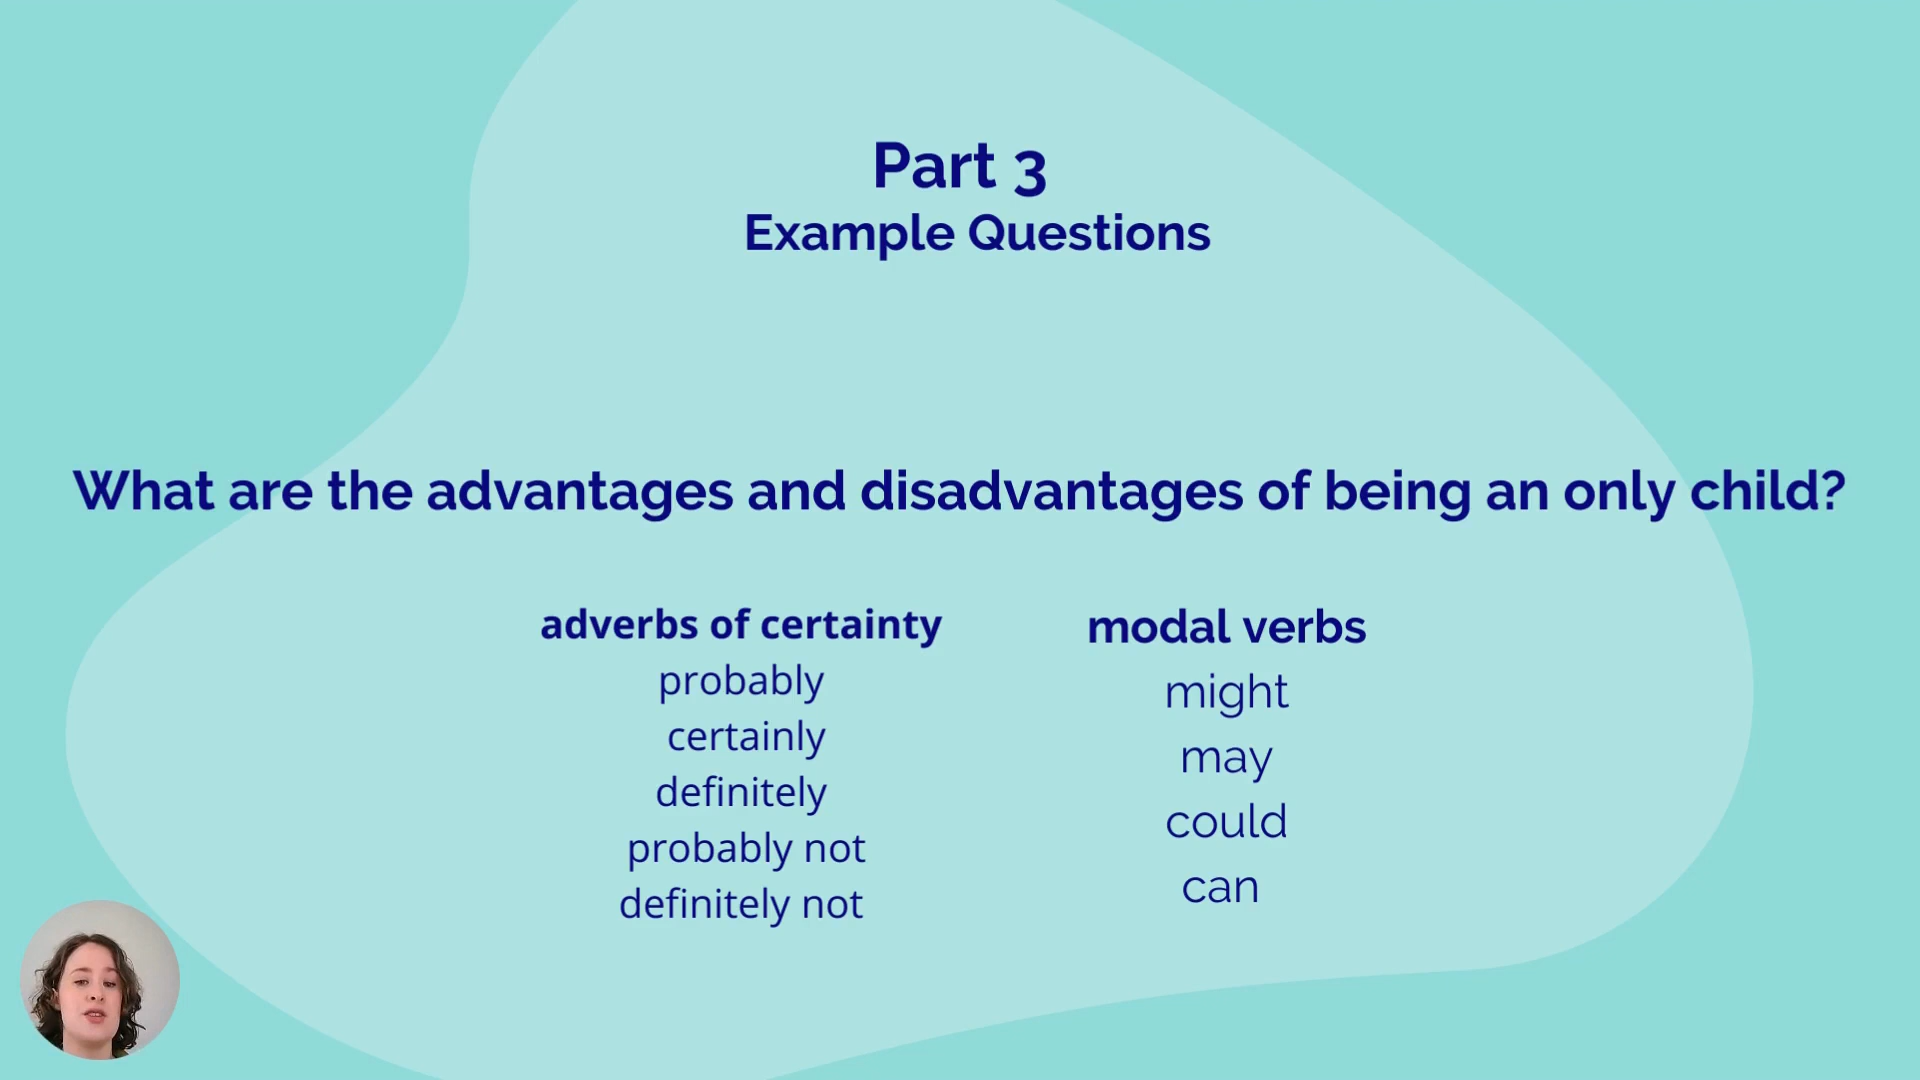 Part 3
Example Questions
What are the advantages and disadvantages of being an only child?
adverbs of certainty
probably
certainly
definitely
probably not
definitely not
modal verbs
might
may
could
can